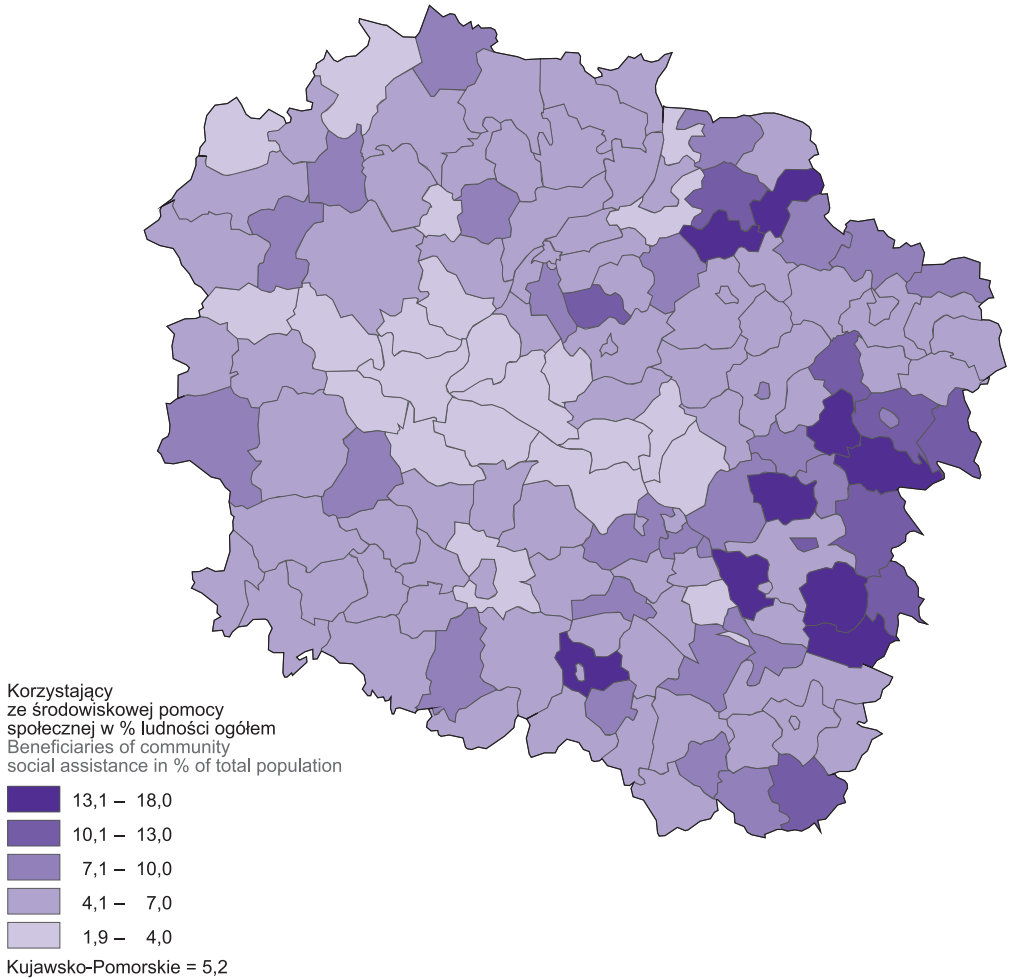 Korzystający
ze środowiskowej pomocy
społecznej w % ludności ogółem
Beneficiaries of community
social assistance in % of total population
13,1 – 18,0
10,1 – 13,0
7,1 – 10,0
4,1 – 7,0
1,9 – 4,0
Kujawsko-Pomorskie = 5,2